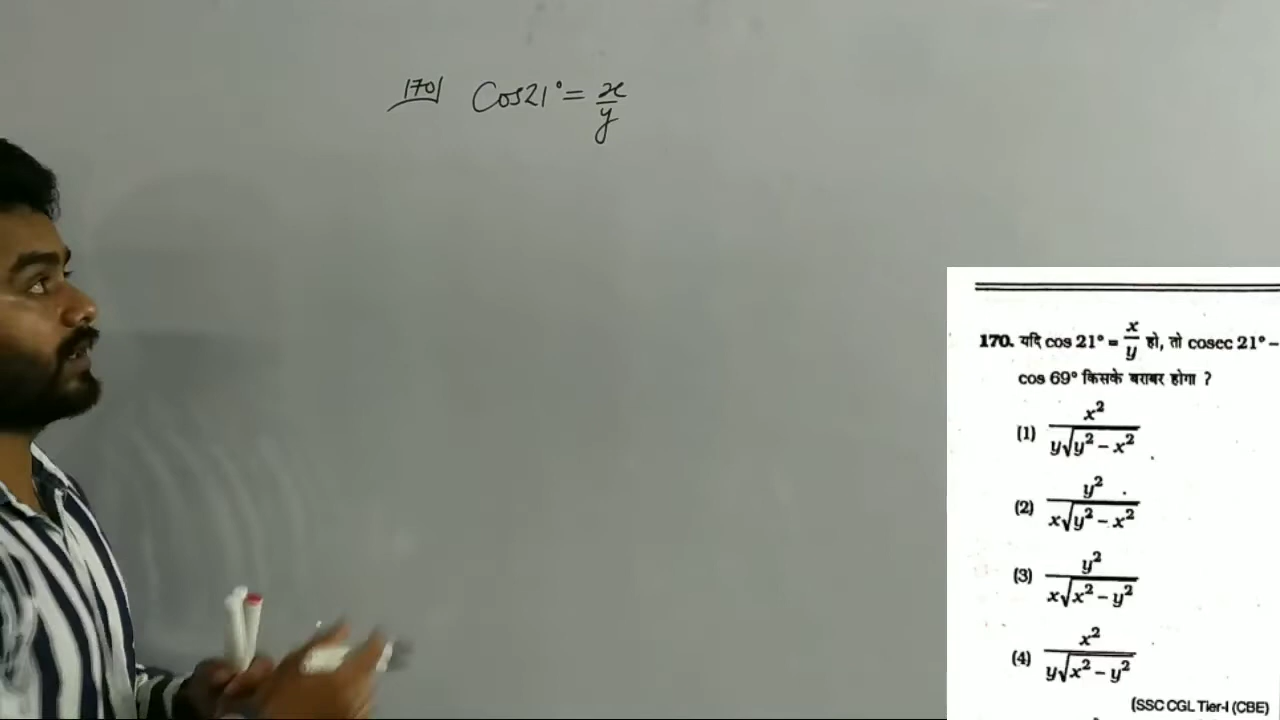 170 Cos21° = x/y
170. यदि cos 21° = x/y हो, तो cosec 21° –
cos 69° किसके बराबर होगा ?
(1) x²/(y√(y² – x²))
(2) y²/(x√(y² – x²))
(3) y²/(x√(x² – y²))
(4) x²/(y√(x² – y²))
(SSC CGL Tier-I (CBE)